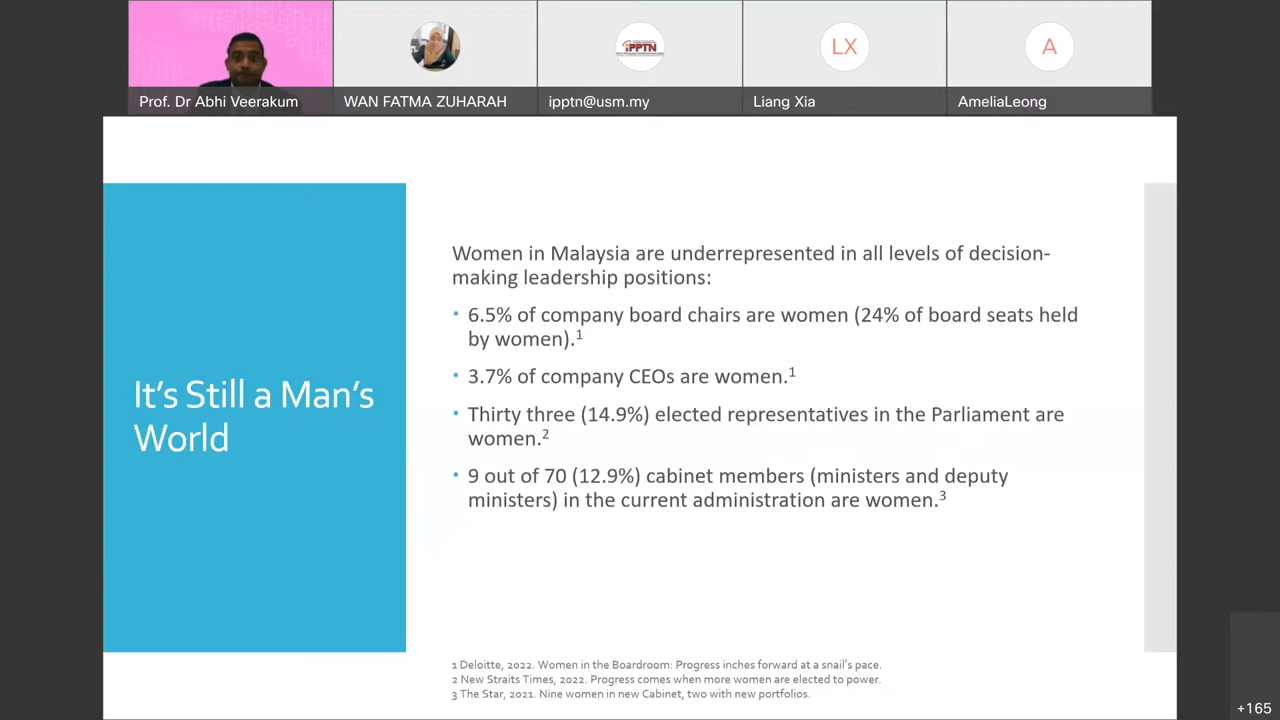 Prof. Dr Abhi Veerakum
WAN FATMA ZUHARAH
ipptn@usm.my
Liang Xia
AmeliaLeong
IPPTN
LX
A
It's Still a Man's
World
Women in Malaysia are underrepresented in all levels of decision-
making leadership positions:
• 6.5% of company board chairs are women (24% of board seats held
by women).1
• 3.7% of company CEOs are women.1
• Thirty three (14.9%) elected representatives in the Parliament are
women.2
• 9 out of 70 (12.9%) cabinet members (ministers and deputy
ministers) in the current administration are women.3
1 Deloitte, 2022. Women in the Boardroom: Progress inches forward at a snail's pace.
2 New Straits Times, 2022. Progress comes when more women are elected to power.
3 The Star, 2021. Nine women in new Cabinet, two with new portfolios.
+165